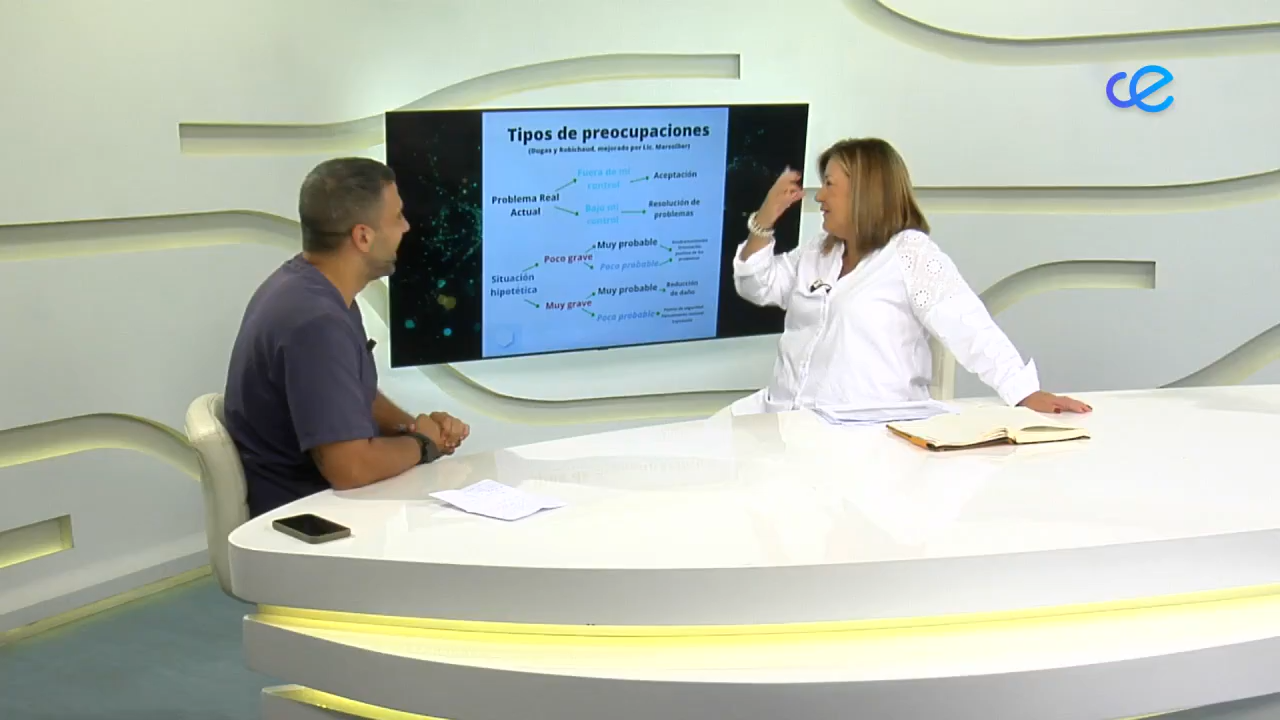 ce
Tipos de preocupaciones
(Dugas y Robichaud, mejorado por Lic. Marsollier)
Fuera de mi
control
Aceptación
Problema Real
Actual
Bajo mi
control
Resolución de
problemas
Muy probable
Poco grave
Poco probable
Situación
hipotética
Muy grave
Muy probable
Reducción
de daño
Poco probable